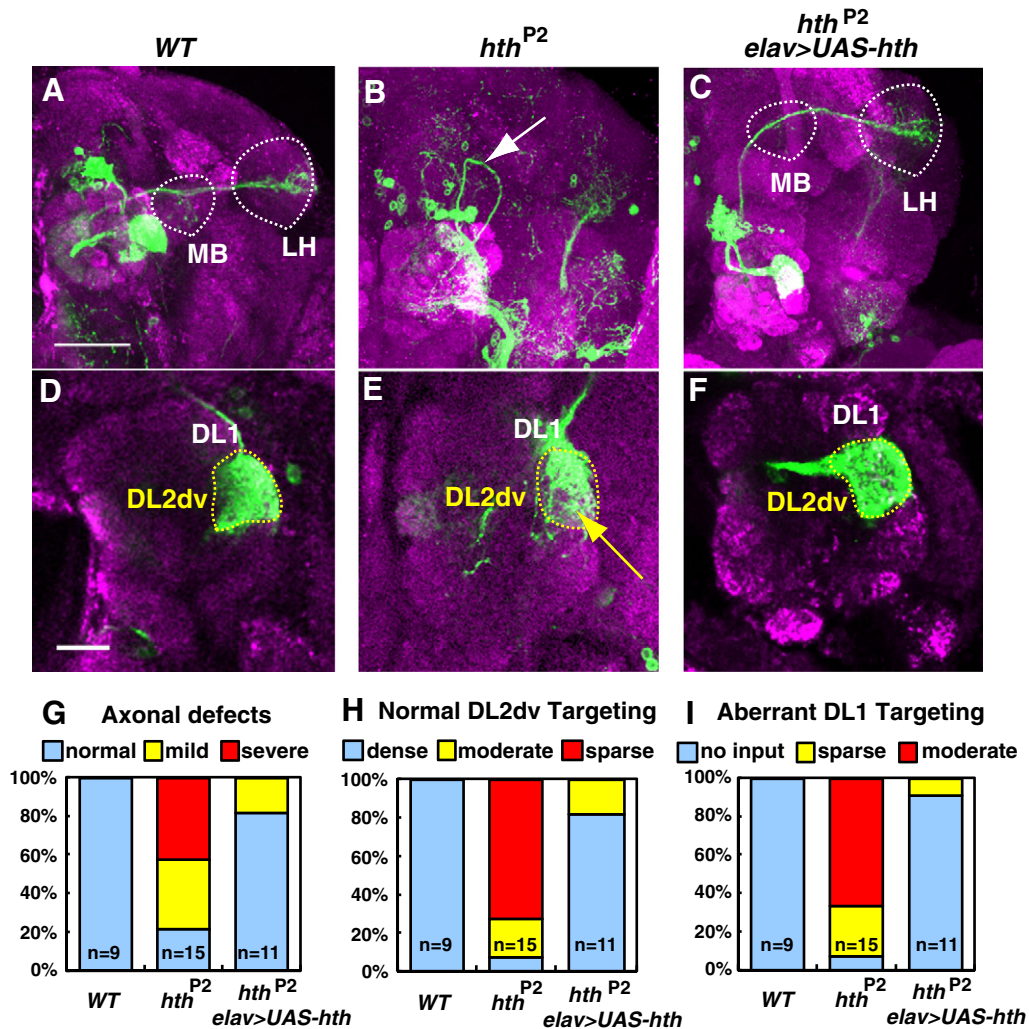 WT
hth P2
hth P2
elav>UAS-hth
A
MB
LH
B
C
MB
LH
D
DL1
DL2dv
E
DL1
DL2dv
F
DL1
DL2dv
G Axonal defects
normal mild severe
100%
80%
60%
40%
20%
0%
n=9 n=15 n=11
WT hth P2 hth P2
elav>UAS-hth
H Normal DL2dv Targeting
dense moderate sparse
100%
80%
60%
40%
20%
0%
n=9 n=15 n=11
WT hth P2 hth P2
elav>UAS-hth
I Aberrant DL1 Targeting
no input sparse moderate
100%
80%
60%
40%
20%
0%
n=9 n=15 n=11
WT hth P2 hth P2
elav>UAS-hth